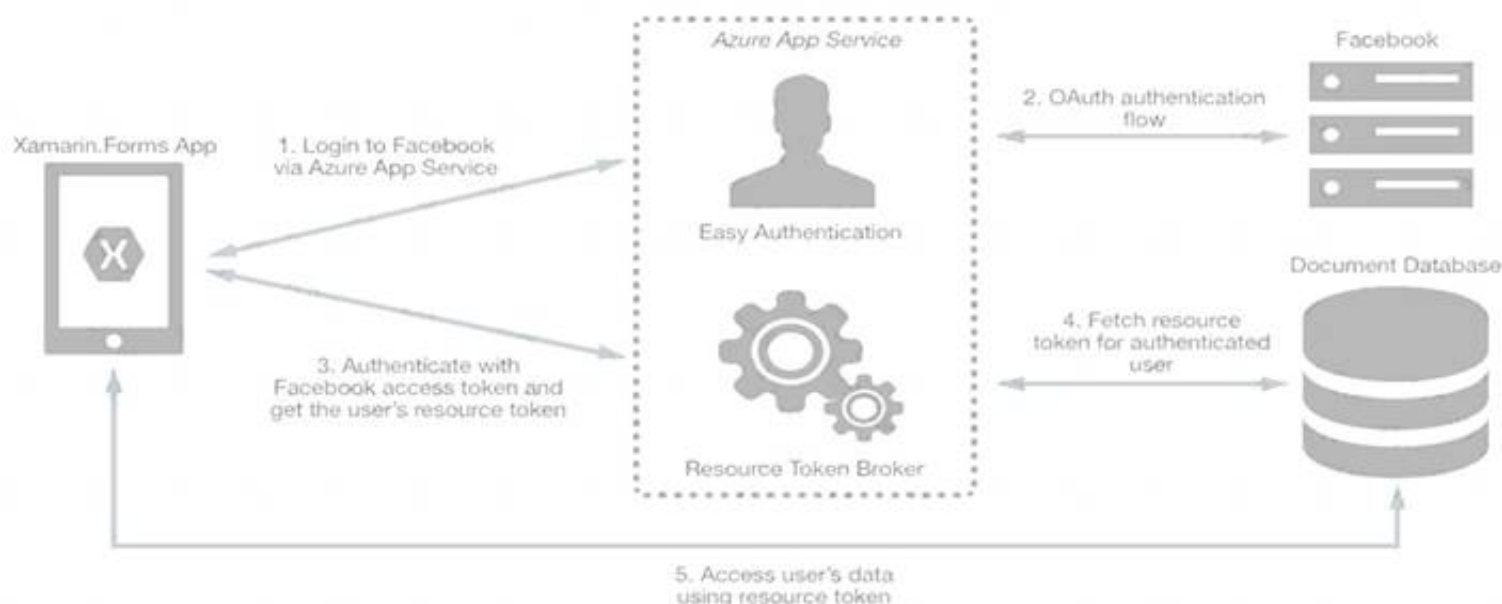 Azure App Service
Facebook
2. OAuth authentication
flow
Xamarin.Forms App
1. Login to Facebook
via Azure App Service
X
Easy Authentication
Document Database
4. Fetch resource
token for authenticated
user
3. Authenticate with
Facebook access token and
get the user's resource token
Resource Token Broker
5. Access user's data
using resource token